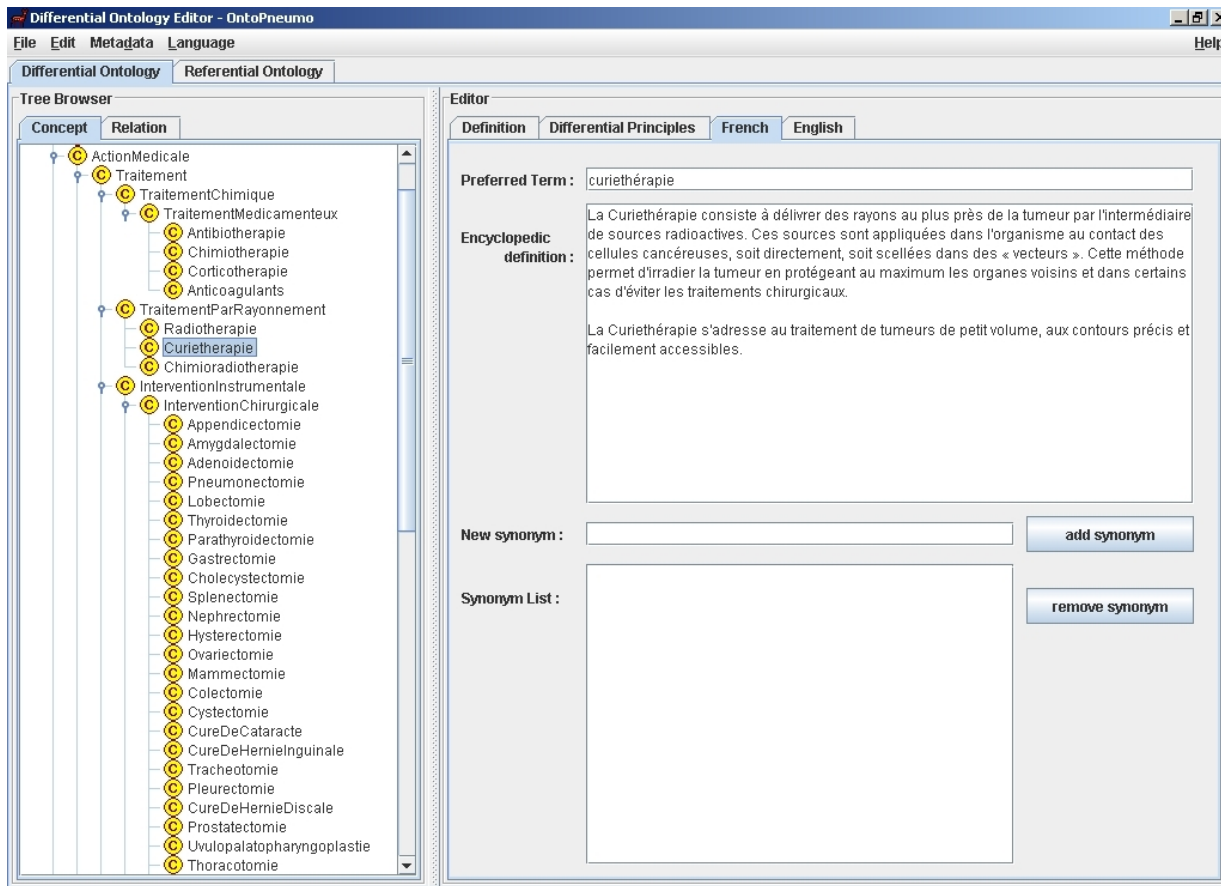 Differential Ontology Editor - OntoPneumo
File Edit Metadata Language Help
Differential Ontology Referential Ontology
Tree Browser
Concept Relation
C ActionMedicale
C Traitement
C TraitementChimique
C TraitementMedicamenteux
C Antibiotherapie
C Chimiotherapie
C Corticotherapie
C Anticoagulants
C TraitementParRayonnement
C Radiotherapie
C Curietherapie
C Chimioradiotherapie
C InterventionInstrumentale
C InterventionChirurgicale
C Appendicectomie
C Amygdalectomie
C Adenoidectomie
C Pneumonectomie
C Lobectomie
C Thyroidectomie
C Parathyroidectomie
C Gastrectomie
C Cholecystectomie
C Splenectomie
C Nephrectomie
C Hysterectomie
C Ovariectomie
C Mammectomie
C Colectomie
C Cystectomie
C CureDeCataracte
C CureDeHernieInguinale
C Tracheotomie
C Pleurectomie
C CureDeHernieDiscale
C Prostatectomie
C Uvulopalatopharyngoplastie
C Thoracotomie
Editor
Definition Differential Principles French English
Preferred Term : curiethérapie
Encyclopedic
definition :
La Curiethérapie consiste à délivrer des rayons au plus près de la tumeur par l'intermédiaire
de sources radioactives. Ces sources sont appliquées dans l'organisme au contact des
cellules cancéreuses, soit directement, soit scellées dans des « vecteurs ». Cette méthode
permet d'irradier la tumeur en protégeant au maximum les organes voisins et dans certains
cas d'éviter les traitements chirurgicaux.
La Curiethérapie s'adresse au traitement de tumeurs de petit volume, aux contours précis et
facilement accessibles.
New synonym : add synonym
Synonym List : remove synonym